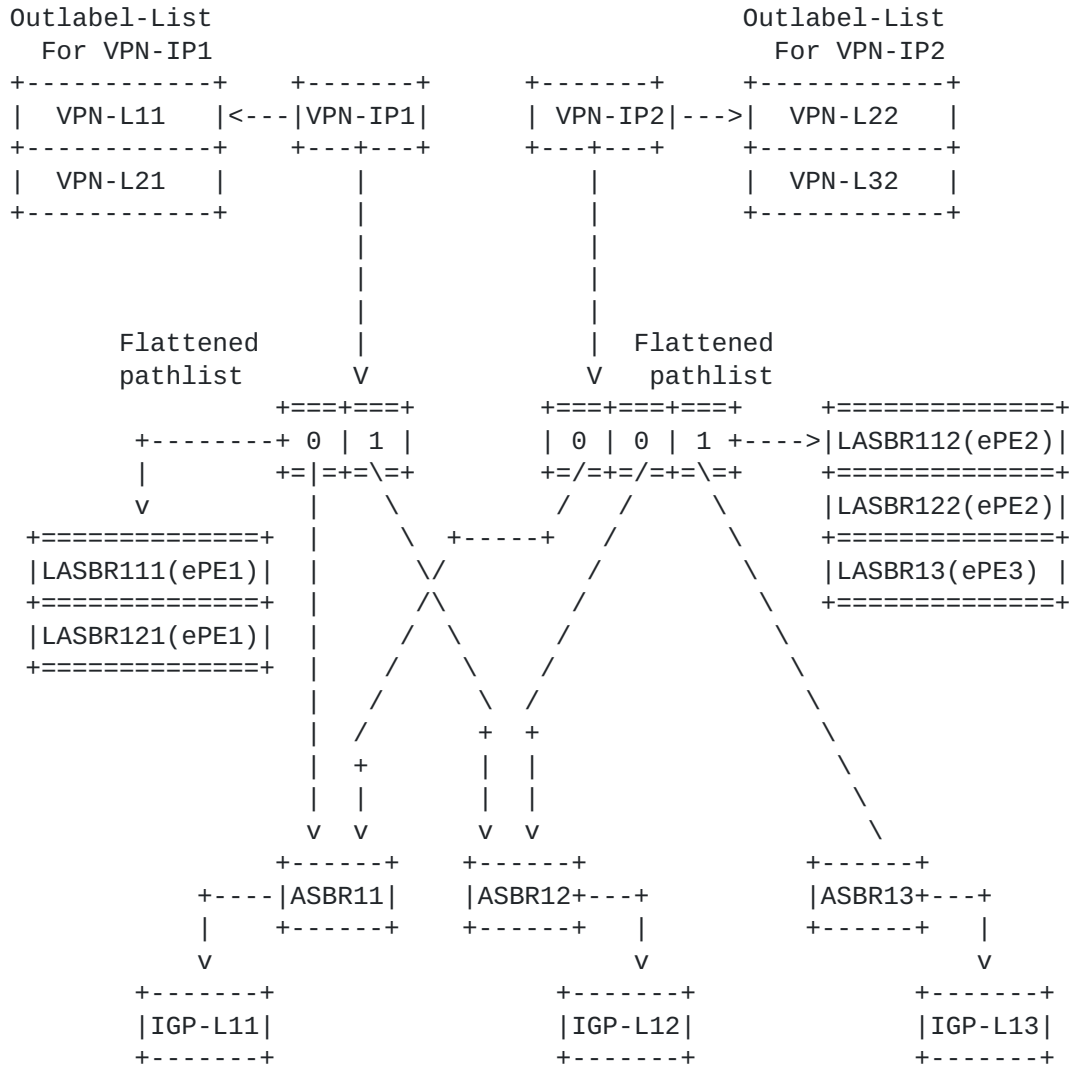 Outlabel-List Outlabel-List
For VPN-IP1 For VPN-IP2
VPN-L11 VPN-IP1 VPN-IP2 VPN-L22
VPN-L21 VPN-L32
Flattened Flattened
pathlist pathlist
0 | 1 | | 0 | 0 | 1 LASBR112(ePE2)
LASBR122(ePE2)
LASBR111(ePE1) LASBR13(ePE3)
LASBR121(ePE1)
ASBR11 ASBR12 ASBR13
IGP-L11 IGP-L12 IGP-L13